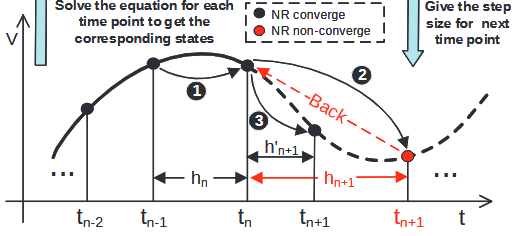 Solve the equation for each
time point to get the
corresponding states
NR converge
NR non-converge
Give the step
size for next
time point
V
1
2
3
Back
h'n+1
hn
hn+1
...
...
tn-2
tn-1
tn
tn+1
tn+1
t